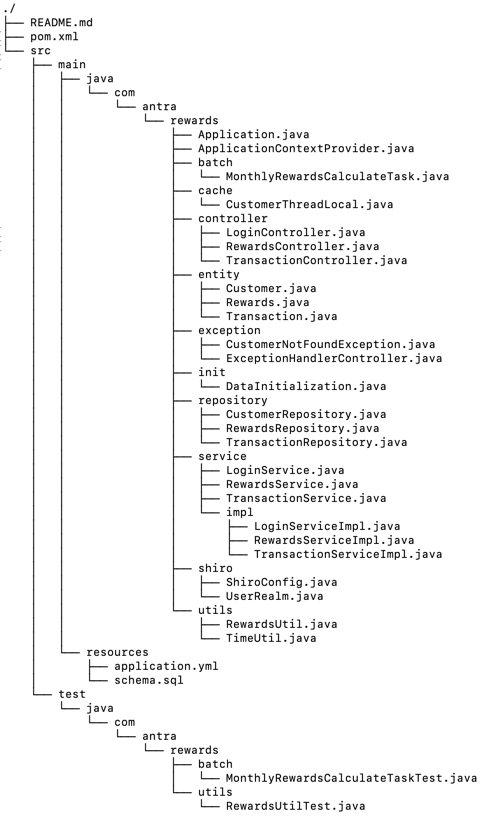 ./
├── README.md
├── pom.xml
└── src
    ├── main
    │   ├── java
    │   │   └── com
    │   │       └── antra
    │   │           └── rewards
    │   │               ├── Application.java
    │   │               ├── ApplicationContextProvider.java
    │   │               ├── batch
    │   │               │   └── MonthlyRewardsCalculateTask.java
    │   │               ├── cache
    │   │               │   └── CustomerThreadLocal.java
    │   │               ├── controller
    │   │               │   ├── LoginController.java
    │   │               │   ├── RewardsController.java
    │   │               │   └── TransactionController.java
    │   │               ├── entity
    │   │               │   ├── Customer.java
    │   │               │   ├── Rewards.java
    │   │               │   └── Transaction.java
    │   │               ├── exception
    │   │               │   ├── CustomerNotFoundException.java
    │   │               │   └── ExceptionHandlerController.java
    │   │               ├── init
    │   │               │   └── DataInitialization.java
    │   │               ├── repository
    │   │               │   ├── CustomerRepository.java
    │   │               │   ├── RewardsRepository.java
    │   │               │   └── TransactionRepository.java
    │   │               ├── service
    │   │               │   ├── LoginService.java
    │   │               │   ├── RewardsService.java
    │   │               │   ├── TransactionService.java
    │   │               │   └── impl
    │   │               │       ├── LoginServiceImpl.java
    │   │               │       ├── RewardsServiceImpl.java
    │   │               │       └── TransactionServiceImpl.java
    │   │               ├── shiro
    │   │               │   ├── ShiroConfig.java
    │   │               │   └── UserRealm.java
    │   │               └── utils
    │   │                   ├── RewardsUtil.java
    │   │                   └── TimeUtil.java
    │   └── resources
    │       ├── application.yml
    │       └── schema.sql
    └── test
        └── java
            └── com
                └── antra
                    └── rewards
                        ├── batch
                        │   └── MonthlyRewardsCalculateTaskTest.java
                        └── utils
                            └── RewardsUtilTest.java